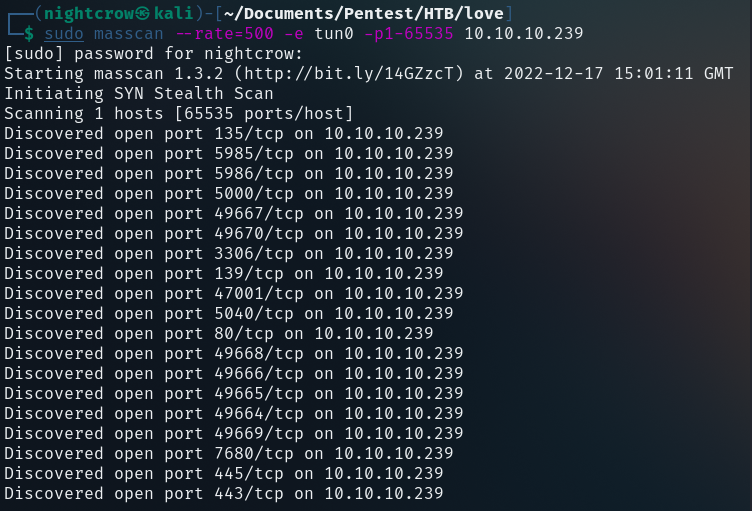 ┌──(nightcrow㉿kali)-[~/Documents/Pentest/HTB/love]
└─$ sudo masscan --rate=500 -e tun0 -p1-65535 10.10.10.239
[sudo] password for nightcrow:
Starting masscan 1.3.2 (http://bit.ly/14GZzcT) at 2022-12-17 15:01:11 GMT
Initiating SYN Stealth Scan
Scanning 1 hosts [65535 ports/host]
Discovered open port 135/tcp on 10.10.10.239
Discovered open port 5985/tcp on 10.10.10.239
Discovered open port 5986/tcp on 10.10.10.239
Discovered open port 5000/tcp on 10.10.10.239
Discovered open port 49667/tcp on 10.10.10.239
Discovered open port 49670/tcp on 10.10.10.239
Discovered open port 3306/tcp on 10.10.10.239
Discovered open port 139/tcp on 10.10.10.239
Discovered open port 47001/tcp on 10.10.10.239
Discovered open port 5040/tcp on 10.10.10.239
Discovered open port 80/tcp on 10.10.10.239
Discovered open port 49668/tcp on 10.10.10.239
Discovered open port 49666/tcp on 10.10.10.239
Discovered open port 49665/tcp on 10.10.10.239
Discovered open port 49664/tcp on 10.10.10.239
Discovered open port 49669/tcp on 10.10.10.239
Discovered open port 7680/tcp on 10.10.10.239
Discovered open port 445/tcp on 10.10.10.239
Discovered open port 443/tcp on 10.10.10.239